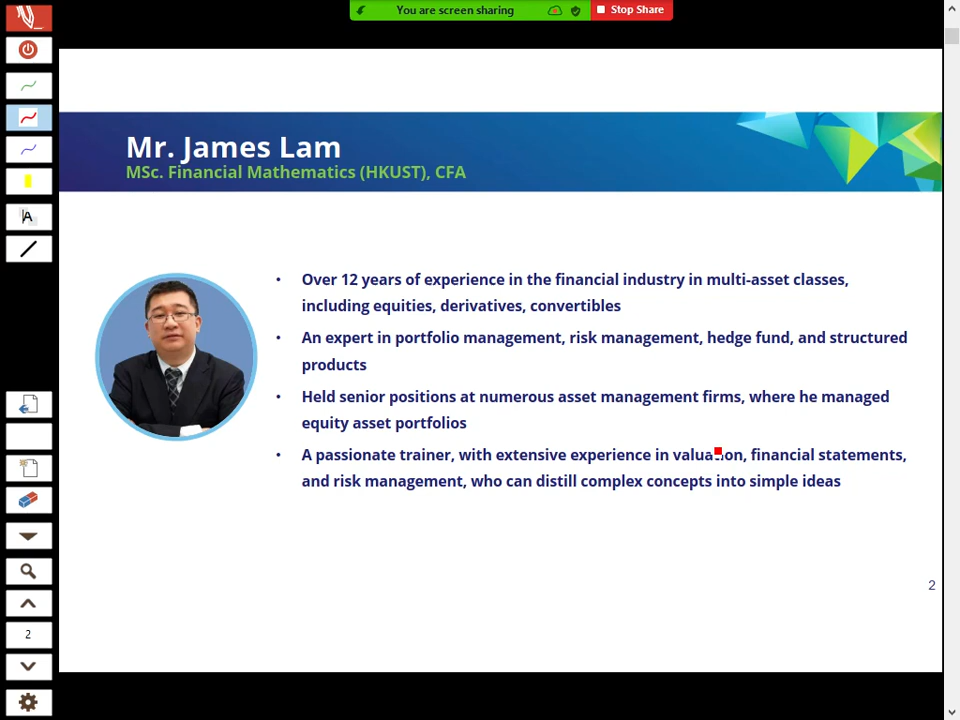 You are screen sharing
Stop Share
Mr. James Lam
MSc. Financial Mathematics (HKUST), CFA
• Over 12 years of experience in the financial industry in multi-asset classes,
including equities, derivatives, convertibles
• An expert in portfolio management, risk management, hedge fund, and structured
products
• Held senior positions at numerous asset management firms, where he managed
equity asset portfolios
• A passionate trainer, with extensive experience in valuation, financial statements,
and risk management, who can distill complex concepts into simple ideas
2
A
2